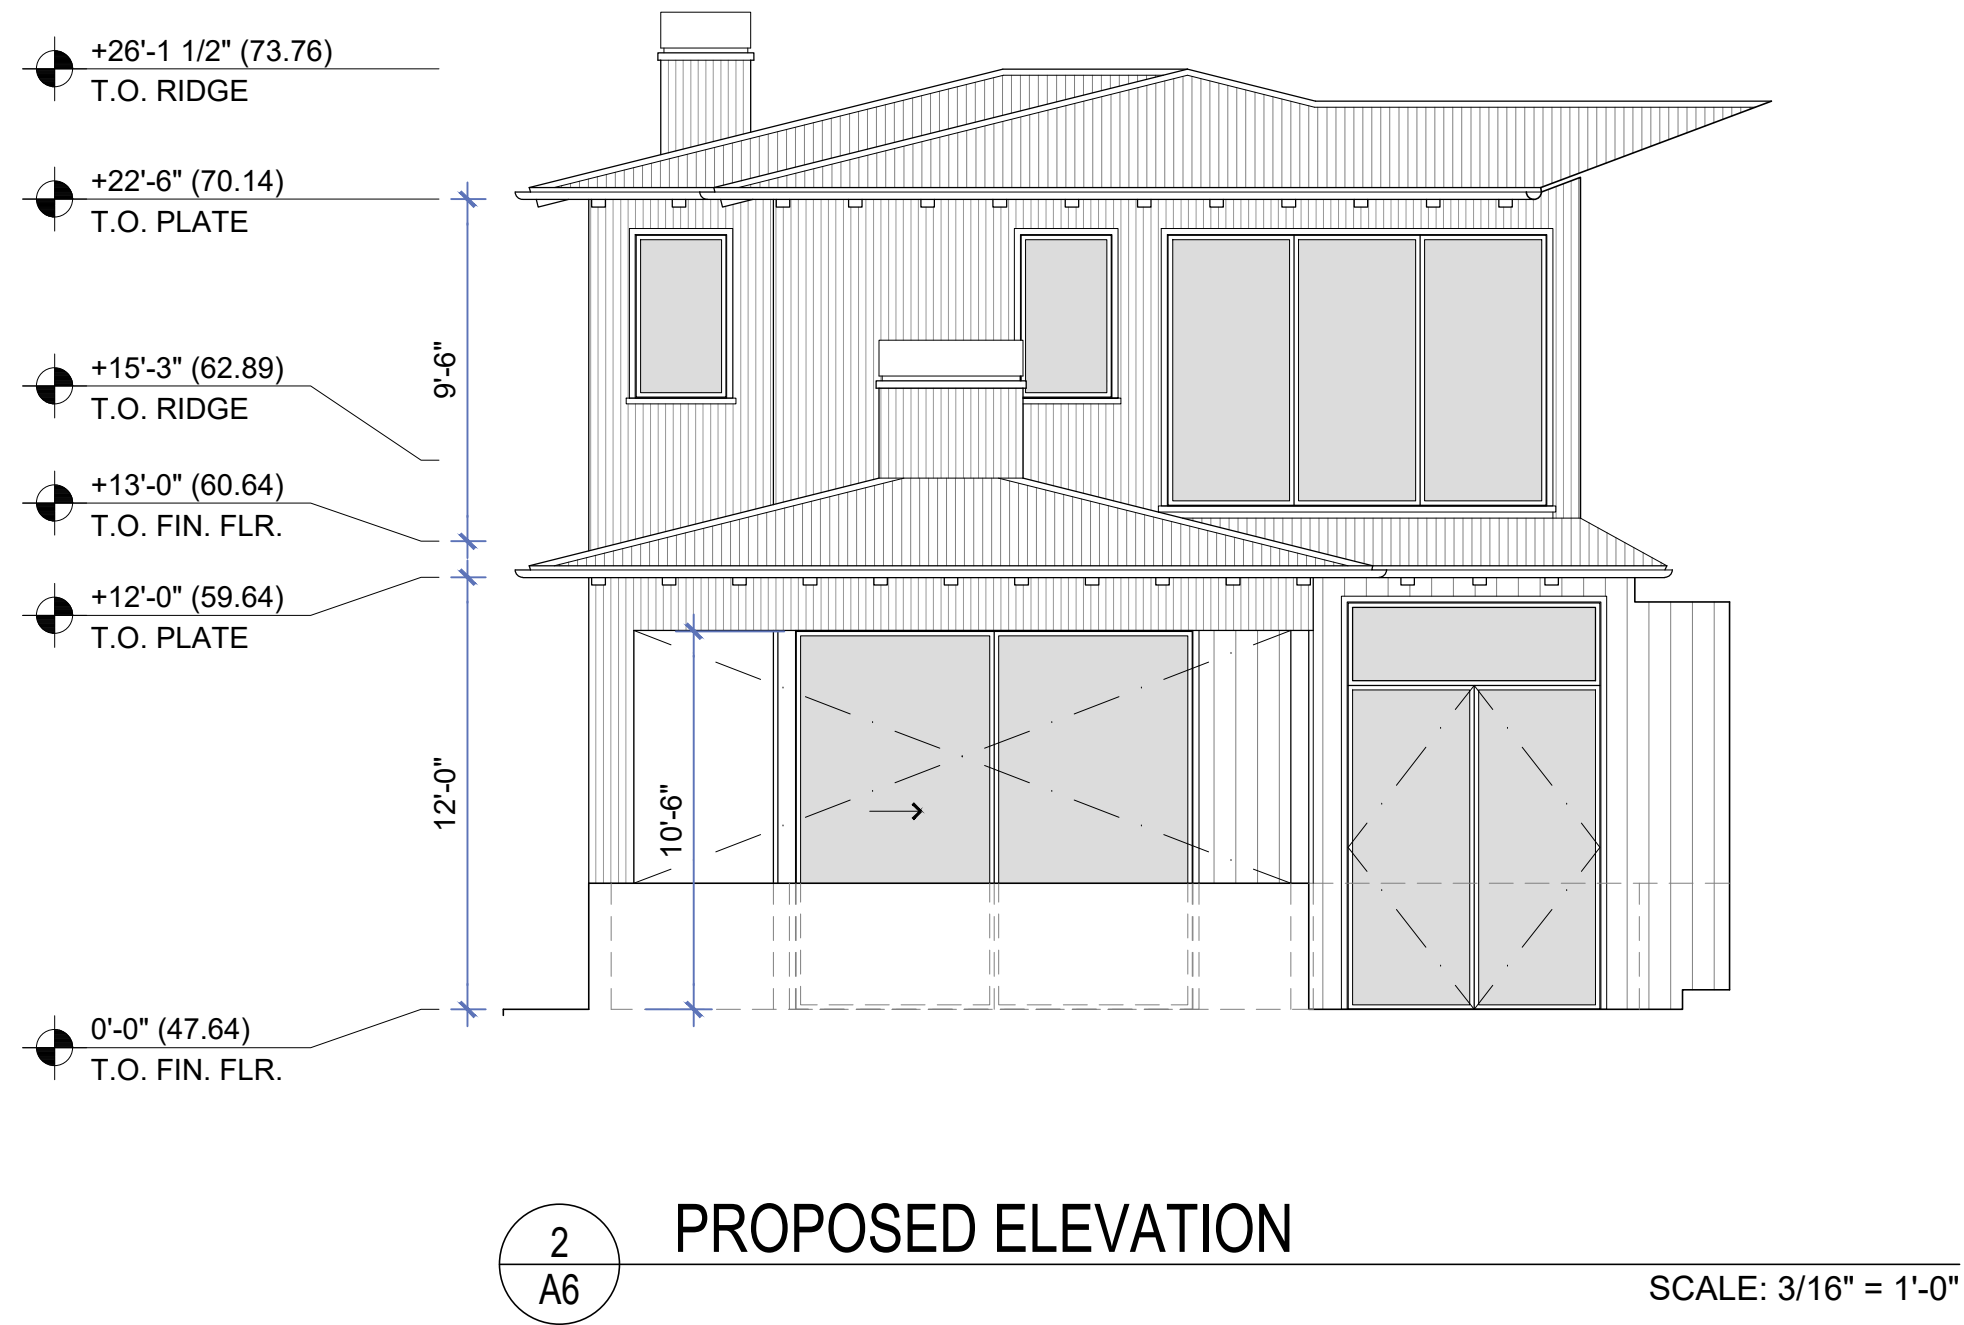 +26'-1 1/2" (73.76)
T.O. RIDGE
+22'-6" (70.14)
T.O. PLATE
+15'-3" (62.89)
T.O. RIDGE
+13'-0" (60.64)
T.O. FIN. FLR.
+12'-0" (59.64)
T.O. PLATE
0'-0" (47.64)
T.O. FIN. FLR.
9'-6"
12'-0"
10'-6"
2
A6
PROPOSED ELEVATION
SCALE: 3/16" = 1'-0"